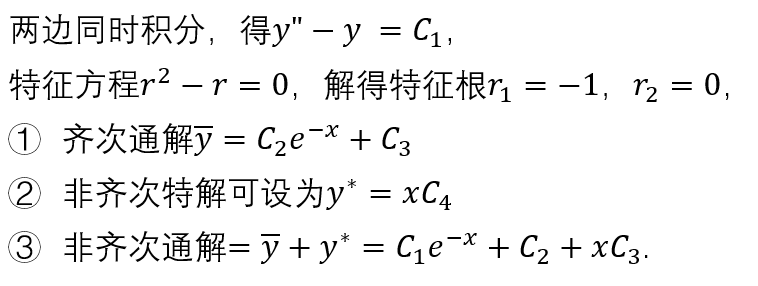 两边同时积分，得y" − y = C₁，
特征方程r² − r = 0，解得特征根r₁ = −1，r₂ = 0，
① 齐次通解y̅ = C₂e⁻ˣ + C₃
② 非齐次特解可设为y* = xC₄
③ 非齐次通解= y̅ + y* = C₁e⁻ˣ + C₂ + xC₃.